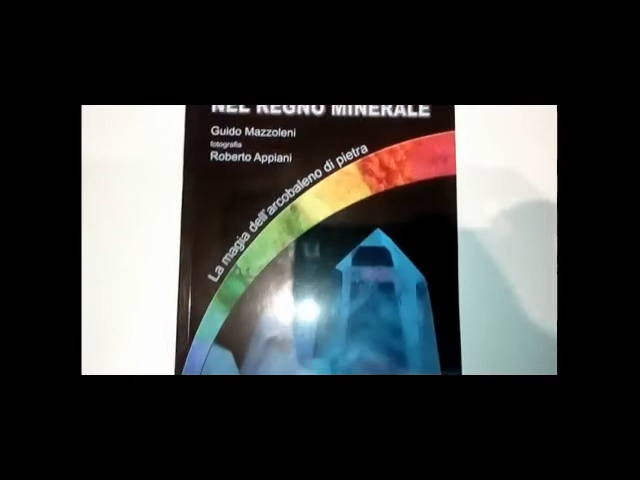 NEL REGNO MINERALE
Guido Mazzoleni
fotografia
Roberto Appiani
La magia dell'arcobaleno di pietra